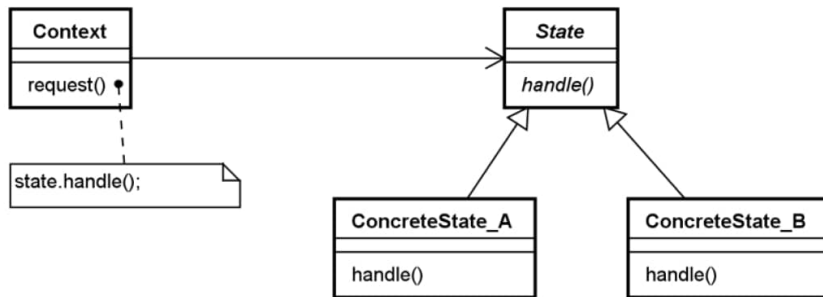 Context
request()
state.handle();
State
handle()
ConcreteState_A
handle()
ConcreteState_B
handle()